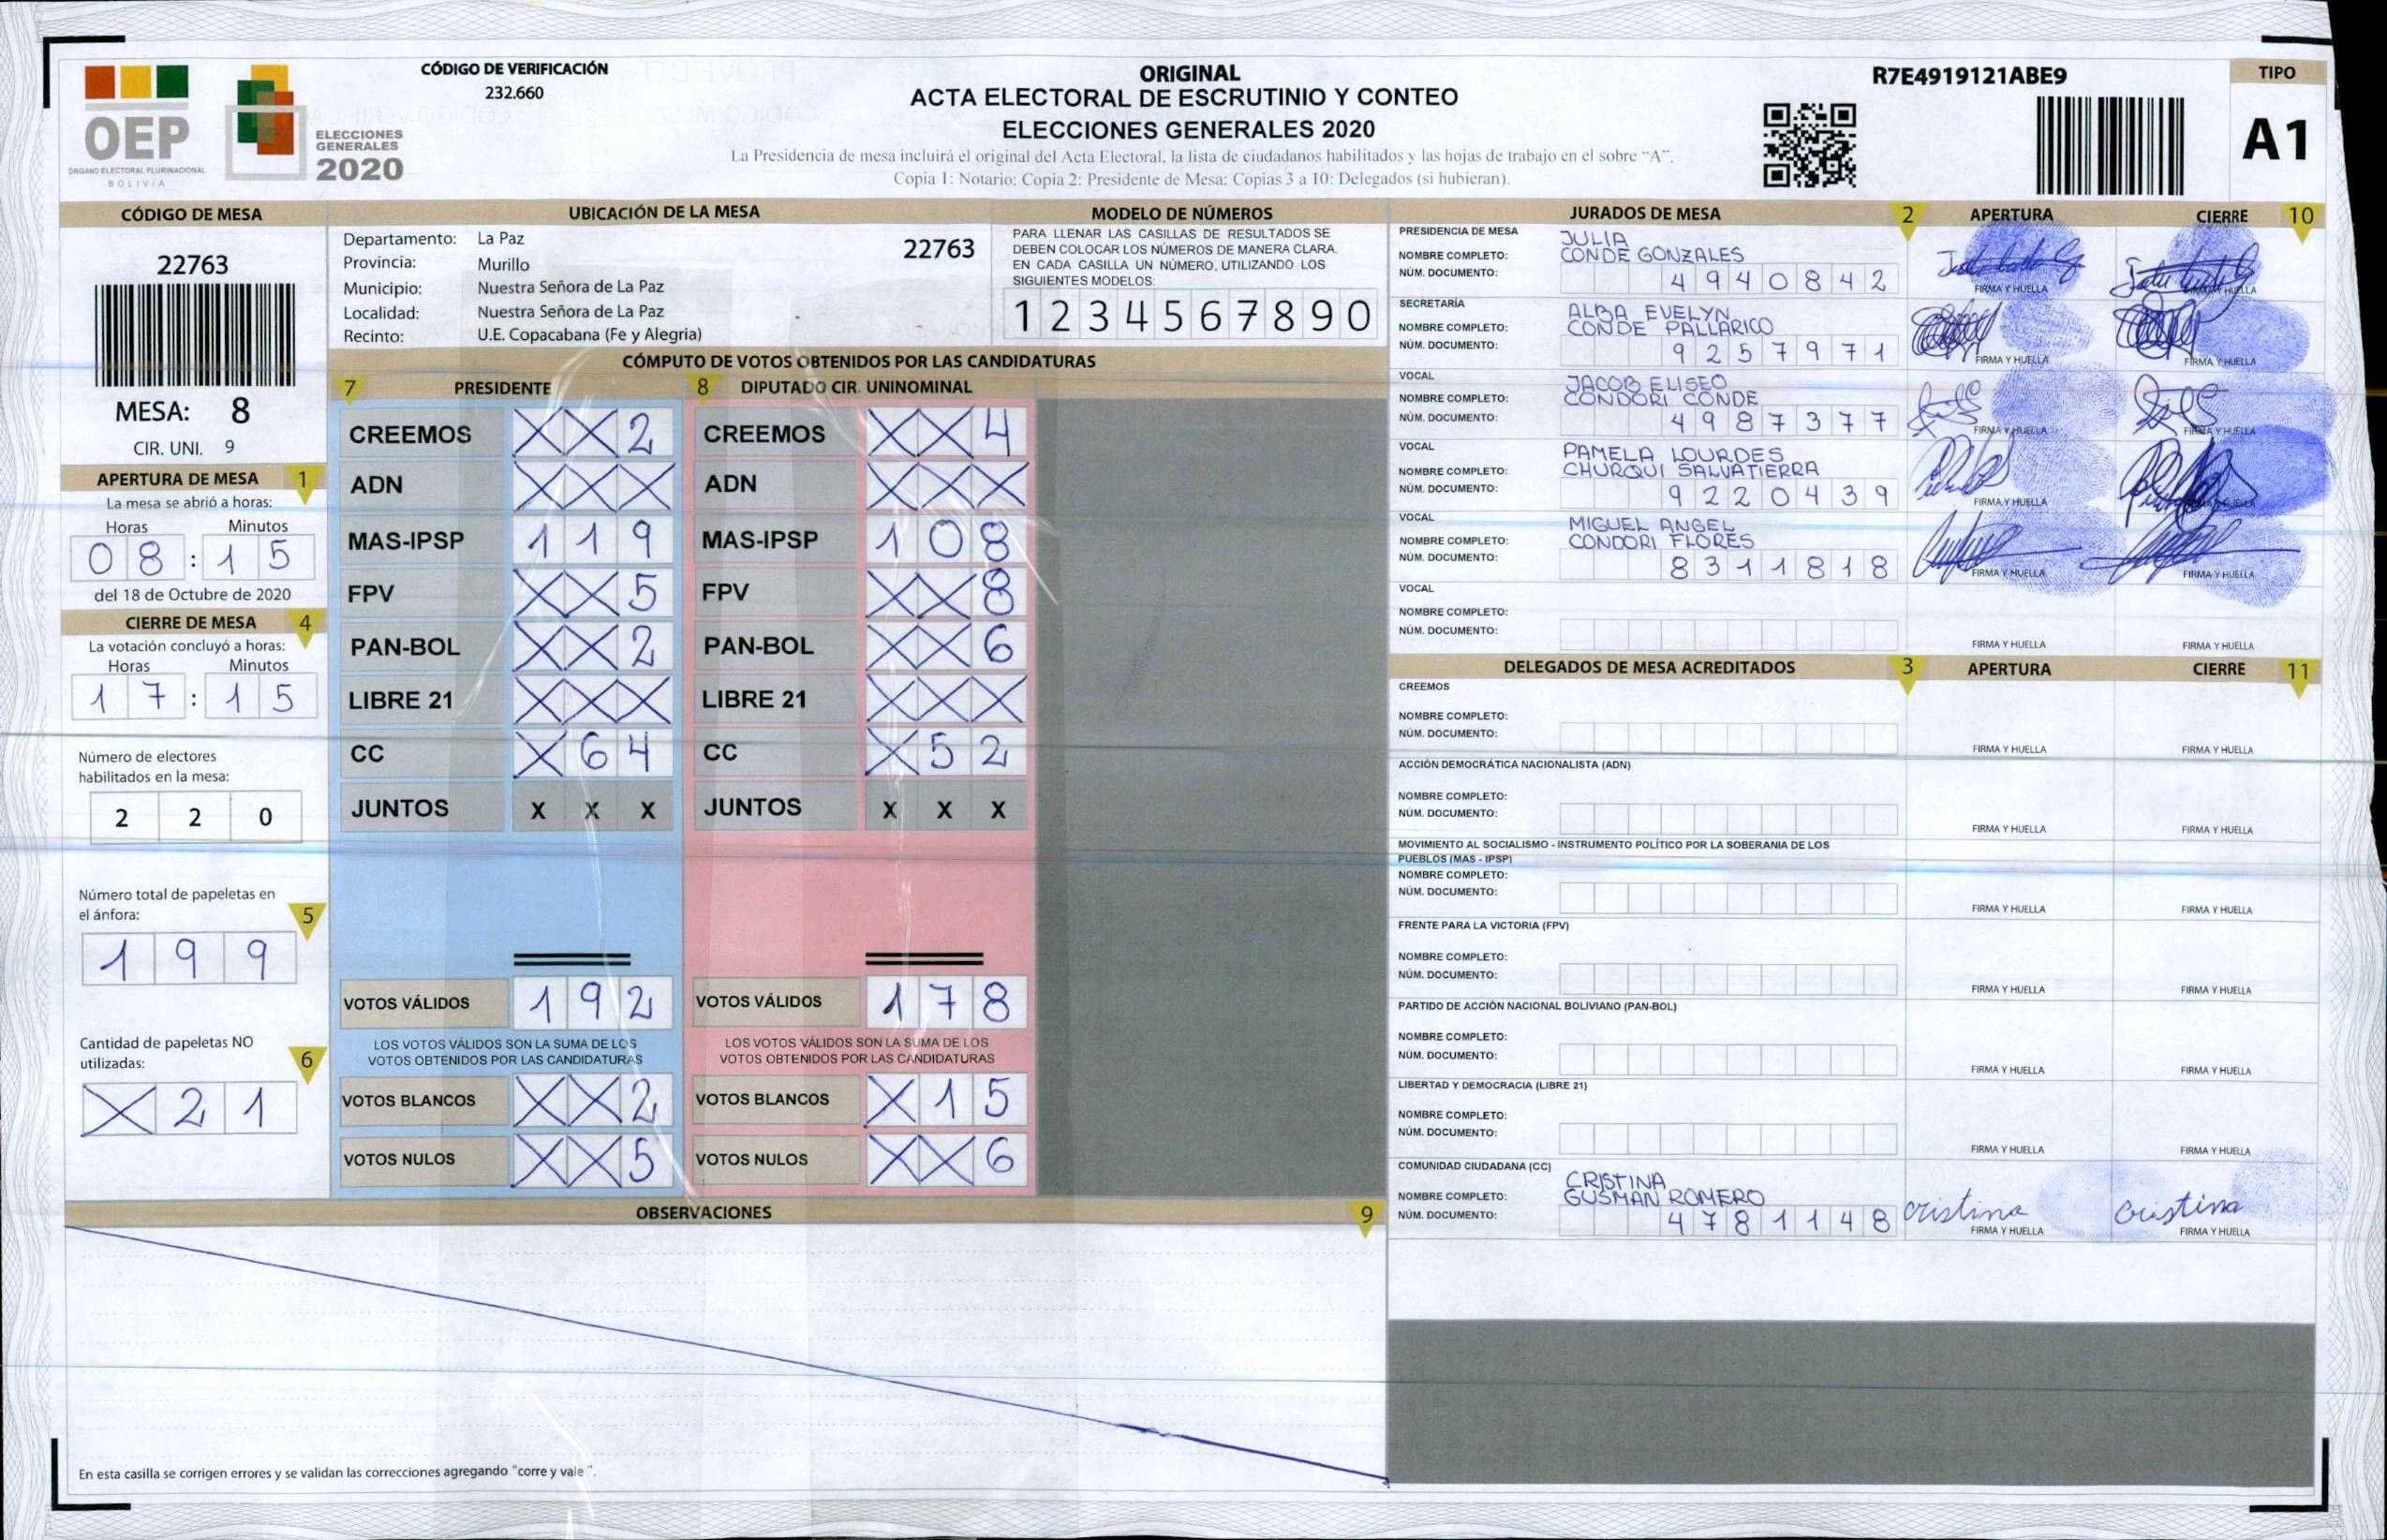 CÓDIGO DE VERIFICACIÓN
232.660
OEP
ÓRGANO ELECTORAL PLURINACIONAL
BOLIVIA
ELECCIONES
GENERALES
2020
ORIGINAL
ACTA ELECTORAL DE ESCRUTINIO Y CONTEO
ELECCIONES GENERALES 2020
La Presidencia de mesa incluirá el original del Acta Electoral, la lista de ciudadanos habilitados y las hojas de trabajo en el sobre "A".
Copia 1: Notario: Copia 2: Presidente de Mesa: Copias 3 a 10: Delegados (si hubieran).
R7E4919121ABE9
TIPO
A1
CÓDIGO DE MESA
22763
MESA: 8
CIR. UNI. 9
APERTURA DE MESA 1
La mesa se abrió a horas:
Horas Minutos
08:15
del 18 de Octubre de 2020
CIERRE DE MESA 4
La votación concluyó a horas:
Horas Minutos
17:15
Número de electores
habilitados en la mesa:
2 2 0
Número total de papeletas en
el ánfora:
5
1 9 9
Cantidad de papeletas NO
utilizadas:
6
X 2 1
UBICACIÓN DE LA MESA
Departamento: La Paz
22763
Provincia: Murillo
Municipio: Nuestra Señora de La Paz
Localidad: Nuestra Señora de La Paz
Recinto: U.E. Copacabana (Fe y Alegria)
MODELO DE NÚMEROS
PARA LLENAR LAS CASILLAS DE RESULTADOS SE
DEBEN COLOCAR LOS NÚMEROS DE MANERA CLARA.
EN CADA CASILLA UN NÚMERO, UTILIZANDO LOS
SIGUIENTES MODELOS:
1 2 3 4 5 6 7 8 9 0
CÓMPUTO DE VOTOS OBTENIDOS POR LAS CANDIDATURAS
7 PRESIDENTE
CREEMOS X X 2
ADN X X X
MAS-IPSP 1 1 9
FPV X X 5
PAN-BOL X X 2
LIBRE 21 X X X
CC X 6 4
JUNTOS X X X
VOTOS VÁLIDOS 1 9 2
LOS VOTOS VÁLIDOS SON LA SUMA DE LOS
VOTOS OBTENIDOS POR LAS CANDIDATURAS
VOTOS BLANCOS X X 2
VOTOS NULOS X X 5
8 DIPUTADO CIR. UNINOMINAL
CREEMOS X X 4
ADN X X X
MAS-IPSP 1 0 8
FPV X X 8
PAN-BOL X X 6
LIBRE 21 X X X
CC X 5 2
JUNTOS X X X
VOTOS VÁLIDOS 1 7 8
LOS VOTOS VÁLIDOS SON LA SUMA DE LOS
VOTOS OBTENIDOS POR LAS CANDIDATURAS
VOTOS BLANCOS X 1 5
VOTOS NULOS X X 6
OBSERVACIONES 9
En esta casilla se corrigen errores y se validan las correcciones agregando "corre y vale ".
JURADOS DE MESA 2 APERTURA CIERRE 10
PRESIDENCIA DE MESA
JULIA
NOMBRE COMPLETO: CONDE GONZALES
NÚM. DOCUMENTO: 4940842
FIRMA Y HUELLA FIRMA Y HUELLA
SECRETARÍA
ALBA EVELYN
NOMBRE COMPLETO: CONDE PALLARICO
NÚM. DOCUMENTO: 9257971
FIRMA Y HUELLA FIRMA Y HUELLA
VOCAL
JACOB ELISEO
NOMBRE COMPLETO: CONDORI CONDE
NÚM. DOCUMENTO: 4987377
FIRMA Y HUELLA FIRMA Y HUELLA
VOCAL
PAMELA LOURDES
NOMBRE COMPLETO: CHURQUI SALVATIERRA
NÚM. DOCUMENTO: 9220439
FIRMA Y HUELLA FIRMA Y HUELLA
VOCAL
MIGUEL ANGEL
NOMBRE COMPLETO: CONDORI FLORES
NÚM. DOCUMENTO: 8311818
FIRMA Y HUELLA FIRMA Y HUELLA
VOCAL
NOMBRE COMPLETO:
NÚM. DOCUMENTO:
FIRMA Y HUELLA FIRMA Y HUELLA
DELEGADOS DE MESA ACREDITADOS 3 APERTURA CIERRE 11
CREEMOS
NOMBRE COMPLETO:
NÚM. DOCUMENTO:
FIRMA Y HUELLA FIRMA Y HUELLA
ACCIÓN DEMOCRÁTICA NACIONALISTA (ADN)
NOMBRE COMPLETO:
NÚM. DOCUMENTO:
FIRMA Y HUELLA FIRMA Y HUELLA
MOVIMIENTO AL SOCIALISMO - INSTRUMENTO POLÍTICO POR LA SOBERANIA DE LOS
PUEBLOS (MAS - IPSP)
NOMBRE COMPLETO:
NÚM. DOCUMENTO:
FIRMA Y HUELLA FIRMA Y HUELLA
FRENTE PARA LA VICTORIA (FPV)
NOMBRE COMPLETO:
NÚM. DOCUMENTO:
FIRMA Y HUELLA FIRMA Y HUELLA
PARTIDO DE ACCIÓN NACIONAL BOLIVIANO (PAN-BOL)
NOMBRE COMPLETO:
NÚM. DOCUMENTO:
FIRMA Y HUELLA FIRMA Y HUELLA
LIBERTAD Y DEMOCRACIA (LIBRE 21)
NOMBRE COMPLETO:
NÚM. DOCUMENTO:
FIRMA Y HUELLA FIRMA Y HUELLA
COMUNIDAD CIUDADANA (CC)
CRISTINA
NOMBRE COMPLETO: GUSMAN ROMERO
NÚM. DOCUMENTO: 4781148
cristina cristina
FIRMA Y HUELLA FIRMA Y HUELLA